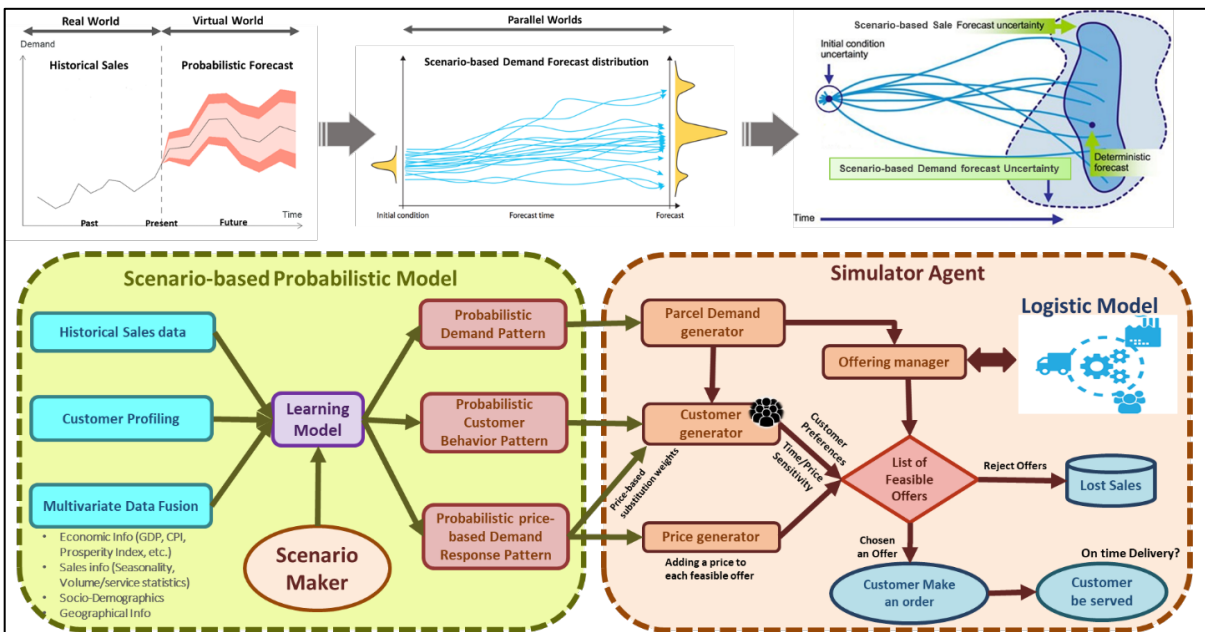 Real World
Virtual World
Demand
Historical Sales
Probabilistic Forecast
Past
Present
Future
Time
Parallel Worlds
Scenario-based Demand Forecast distribution
Initial condition
Forecast time
Forecast
Scenario-based Sale Forecast uncertainty
Initial condition
uncertainty
Deterministic
forecast
Scenario-based Demand forecast Uncertainty
Time
Scenario-based Probabilistic Model
Historical Sales data
Customer Profiling
Multivariate Data Fusion
• Economic Info (GDP, CPI,
Prosperity Index, etc.)
• Sales info (Seasonality,
Volume/service statistics)
• Socio-Demographics
• Geographical Info
Learning
Model
Scenario
Maker
Probabilistic
Demand Pattern
Probabilistic
Customer
Behavior Pattern
Probabilistic price-
based Demand
Response Pattern
Simulator Agent
Parcel Demand
generator
Customer
generator
Price-based
substitution weights
Price generator
Adding a price to
each feasible offer
Customer
Preferences
Time/Price
Sensitivity
Offering manager
Logistic Model
List of
Feasible
Offers
Reject Offers
Lost Sales
Chosen
an Offer
Customer Make
an order
On time Delivery?
Customer
be served